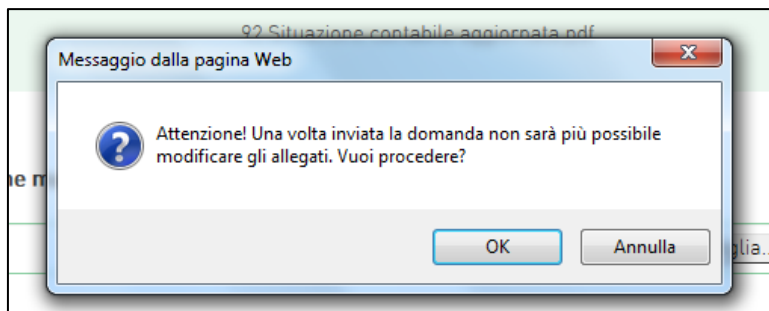 92 Situazione contabile aggiornata.pdf
Messaggio dalla pagina Web
Attenzione! Una volta inviata la domanda non sarà più possibile
modificare gli allegati. Vuoi procedere?
OK
Annulla